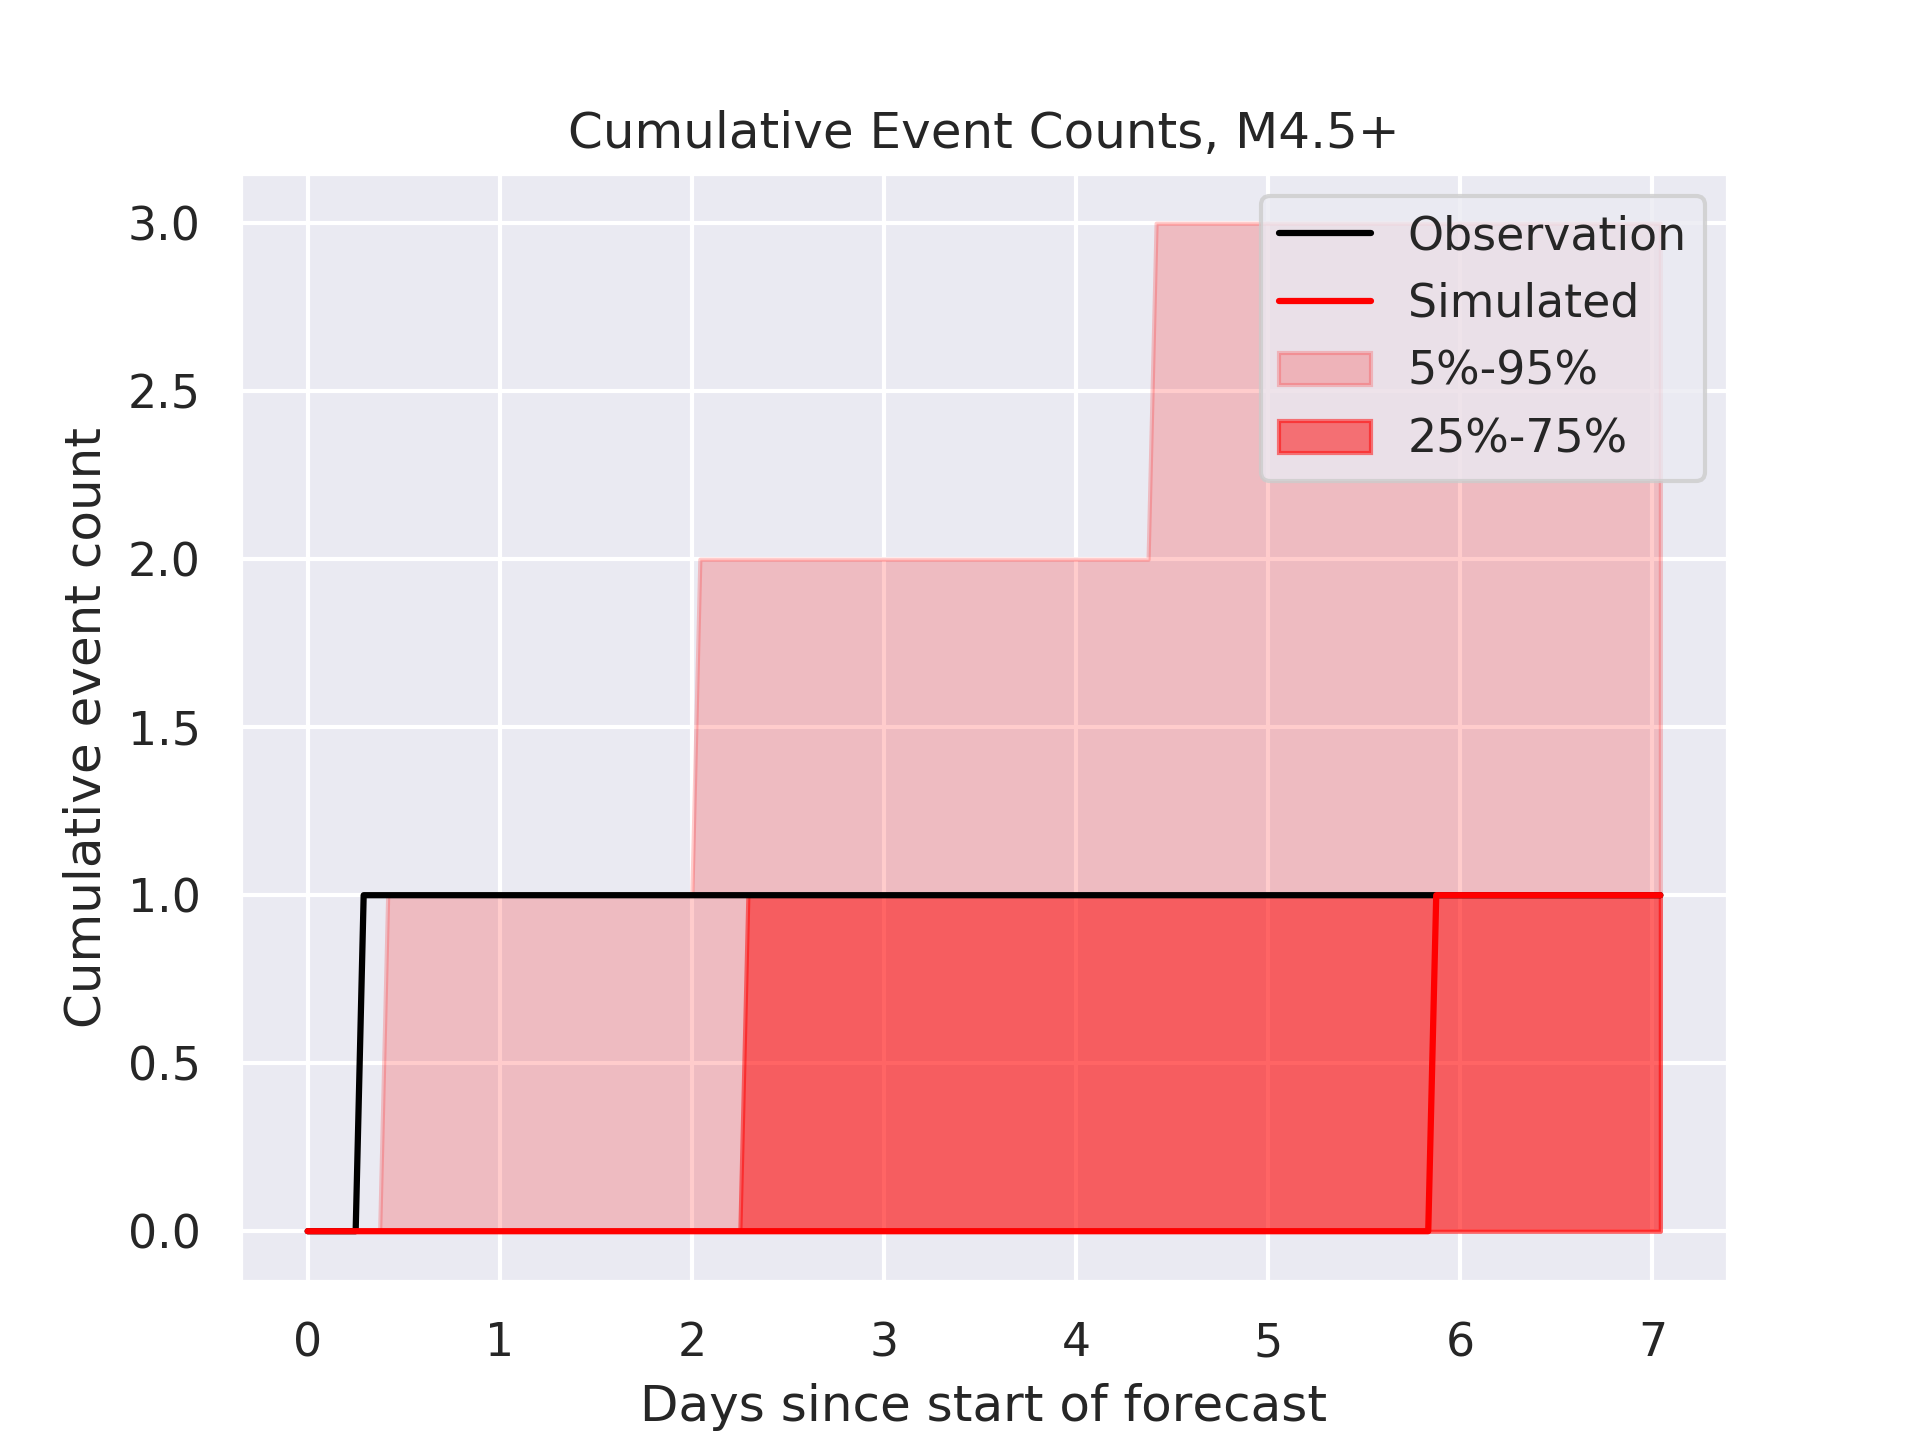 Cumulative Event Counts, M4.5+
Cumulative event count
3.0
2.5
2.0
1.5
1.0
0.5
0.0
Observation
Simulated
5%-95%
25%-75%
0 1 2 3 4 5 6 7
Days since start of forecast